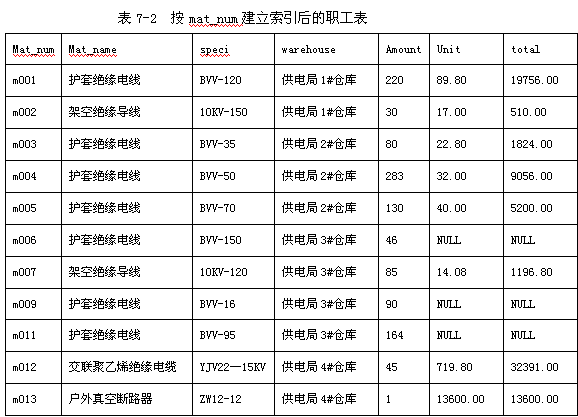 表 7-2 按 mat_num 建立索引后的职工表
Mat_num Mat_name speci warehouse Amount Unit total
m001 护套绝缘电线 BVV-120 供电局 1#仓库 220 89.80 19756.00
m002 架空绝缘导线 10KV-150 供电局 1#仓库 30 17.00 510.00
m003 护套绝缘电线 BVV-35 供电局 2#仓库 80 22.80 1824.00
m004 护套绝缘电线 BVV-50 供电局 2#仓库 283 32.00 9056.00
m005 护套绝缘电线 BVV-70 供电局 2#仓库 130 40.00 5200.00
m006 护套绝缘电线 BVV-150 供电局 3#仓库 46 NULL NULL
m007 架空绝缘导线 10KV-120 供电局 3#仓库 85 14.08 1196.80
m009 护套绝缘电线 BVV-16 供电局 3#仓库 90 NULL NULL
m011 护套绝缘电线 BVV-95 供电局 3#仓库 164 NULL NULL
m012 交联聚乙烯绝缘电缆 YJV22—15KV 供电局 4#仓库 45 719.80 32391.00
m013 户外真空断路器 ZW12-12 供电局 4#仓库 1 13600.00 13600.00